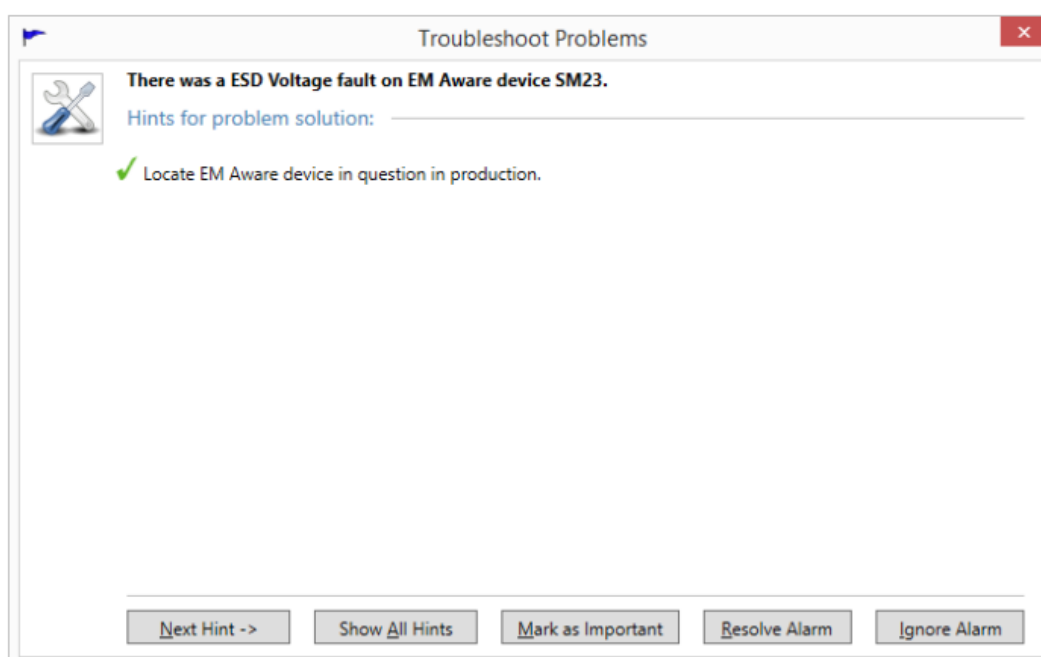 Troubleshoot Problems
There was a ESD Voltage fault on EM Aware device SM23.
Hints for problem solution:
Locate EM Aware device in question in production.
Next Hint -> Show All Hints Mark as Important Resolve Alarm Ignore Alarm